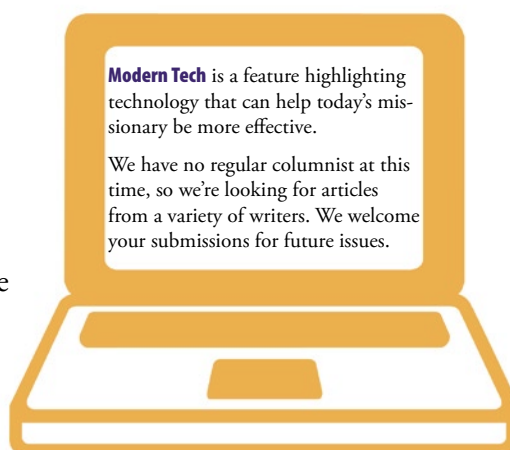 Modern Tech is a feature highlighting
technology that can help today's mis-
sionary be more effective.
We have no regular columnist at this
time, so we're looking for articles
from a variety of writers. We welcome
your submissions for future issues.
e